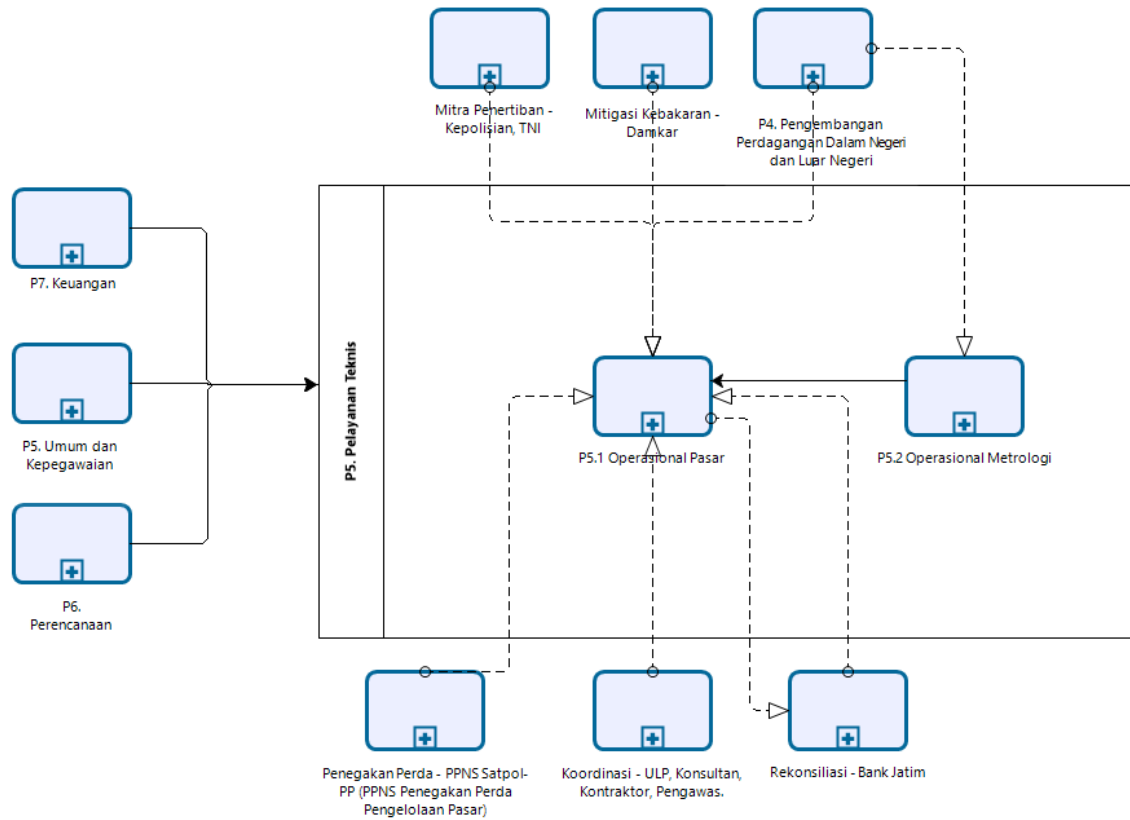 Mitra Penertiban -
Kepolisian, TNI
Mitigasi Kebakaran -
Damkar
P4. Pengembangan
Perdagangan Dalam Negeri
dan Luar Negeri
P7. Keuangan
P5. Umum dan
Kepegawaian
P6.
Perencanaan
P5. Pelayanan Teknis
P5.1 Operasional Pasar
P5.2 Operasional Metrologi
Penegakan Perda - PPNS Satpol-
PP (PPNS Penegakan Perda
Pengelolaan Pasar)
Koordinasi - ULP, Konsultan,
Kontraktor, Pengawas.
Rekonsiliasi - Bank Jatim